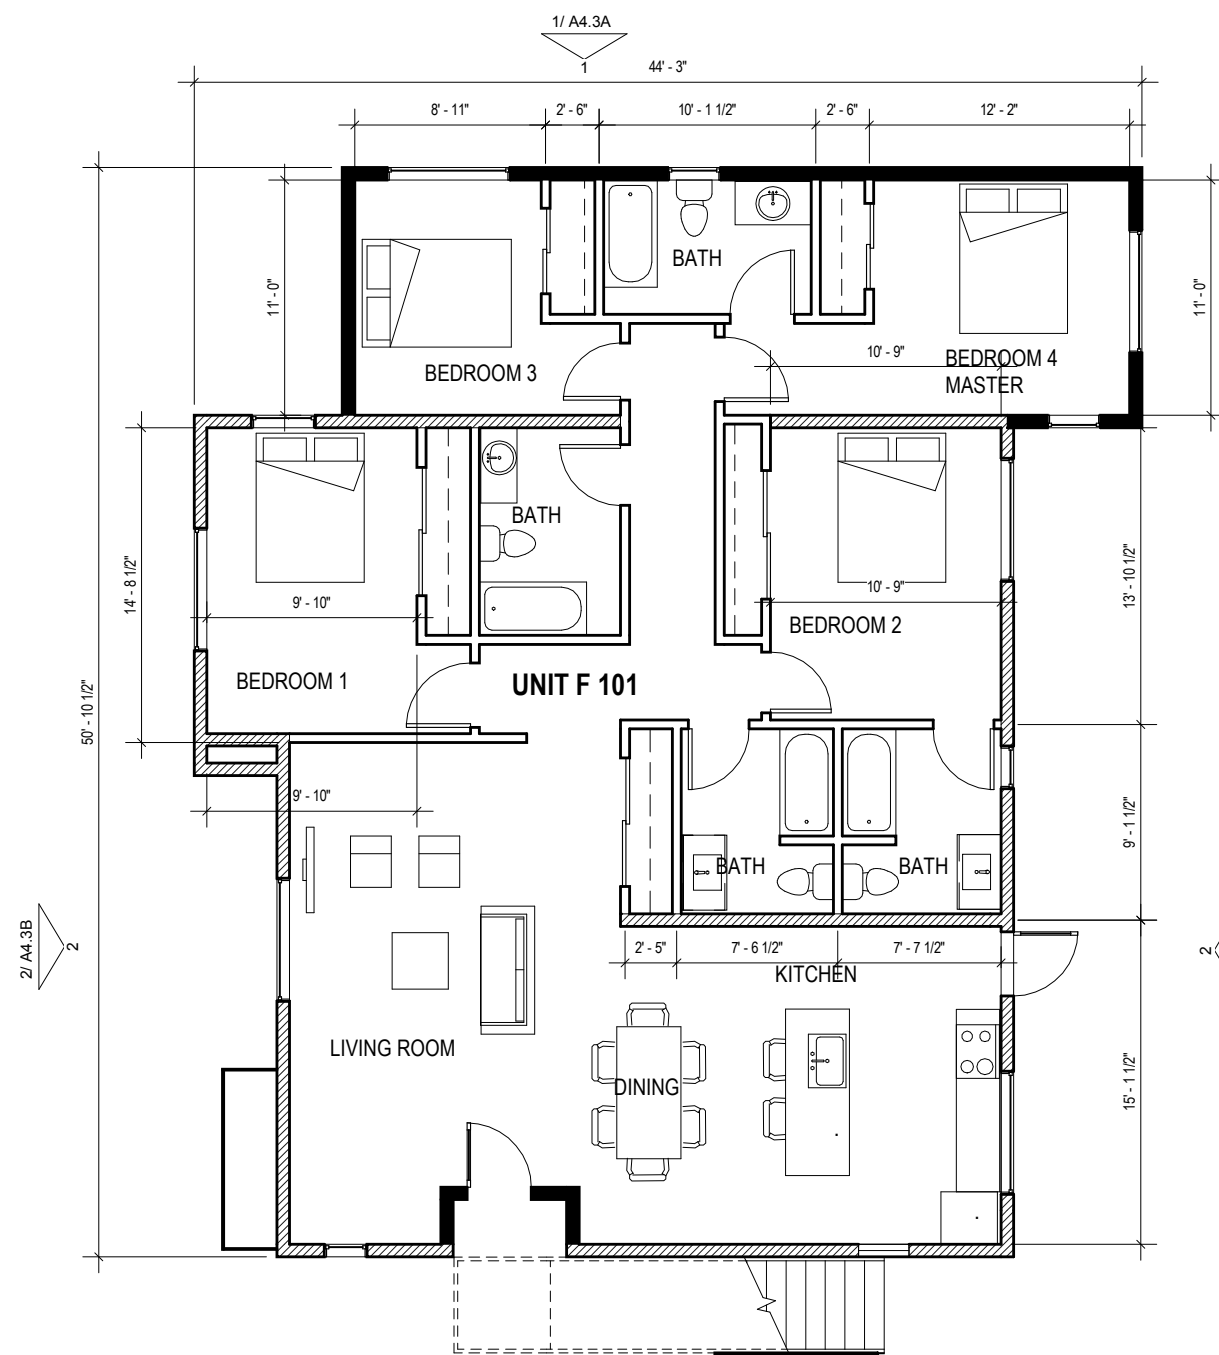 1/ A4.3A
1
44' - 3"
8' - 11"
2' - 6"
10' - 1 1/2"
2' - 6"
12' - 2"
11' - 0"
11' - 0"
BATH
10' - 9"
BEDROOM 3
BEDROOM 4
MASTER
BATH
14' - 8 1/2"
13' - 10 1/2"
9' - 10"
10' - 9"
BEDROOM 2
BEDROOM 1
UNIT F 101
50' - 10 1/2"
9' - 10"
9' - 1 1/2"
BATH
BATH
2/ A4.3B
2
2
2' - 5"
7' - 6 1/2"
7' - 7 1/2"
KITCHEN
LIVING ROOM
DINING
15' - 1 1/2"